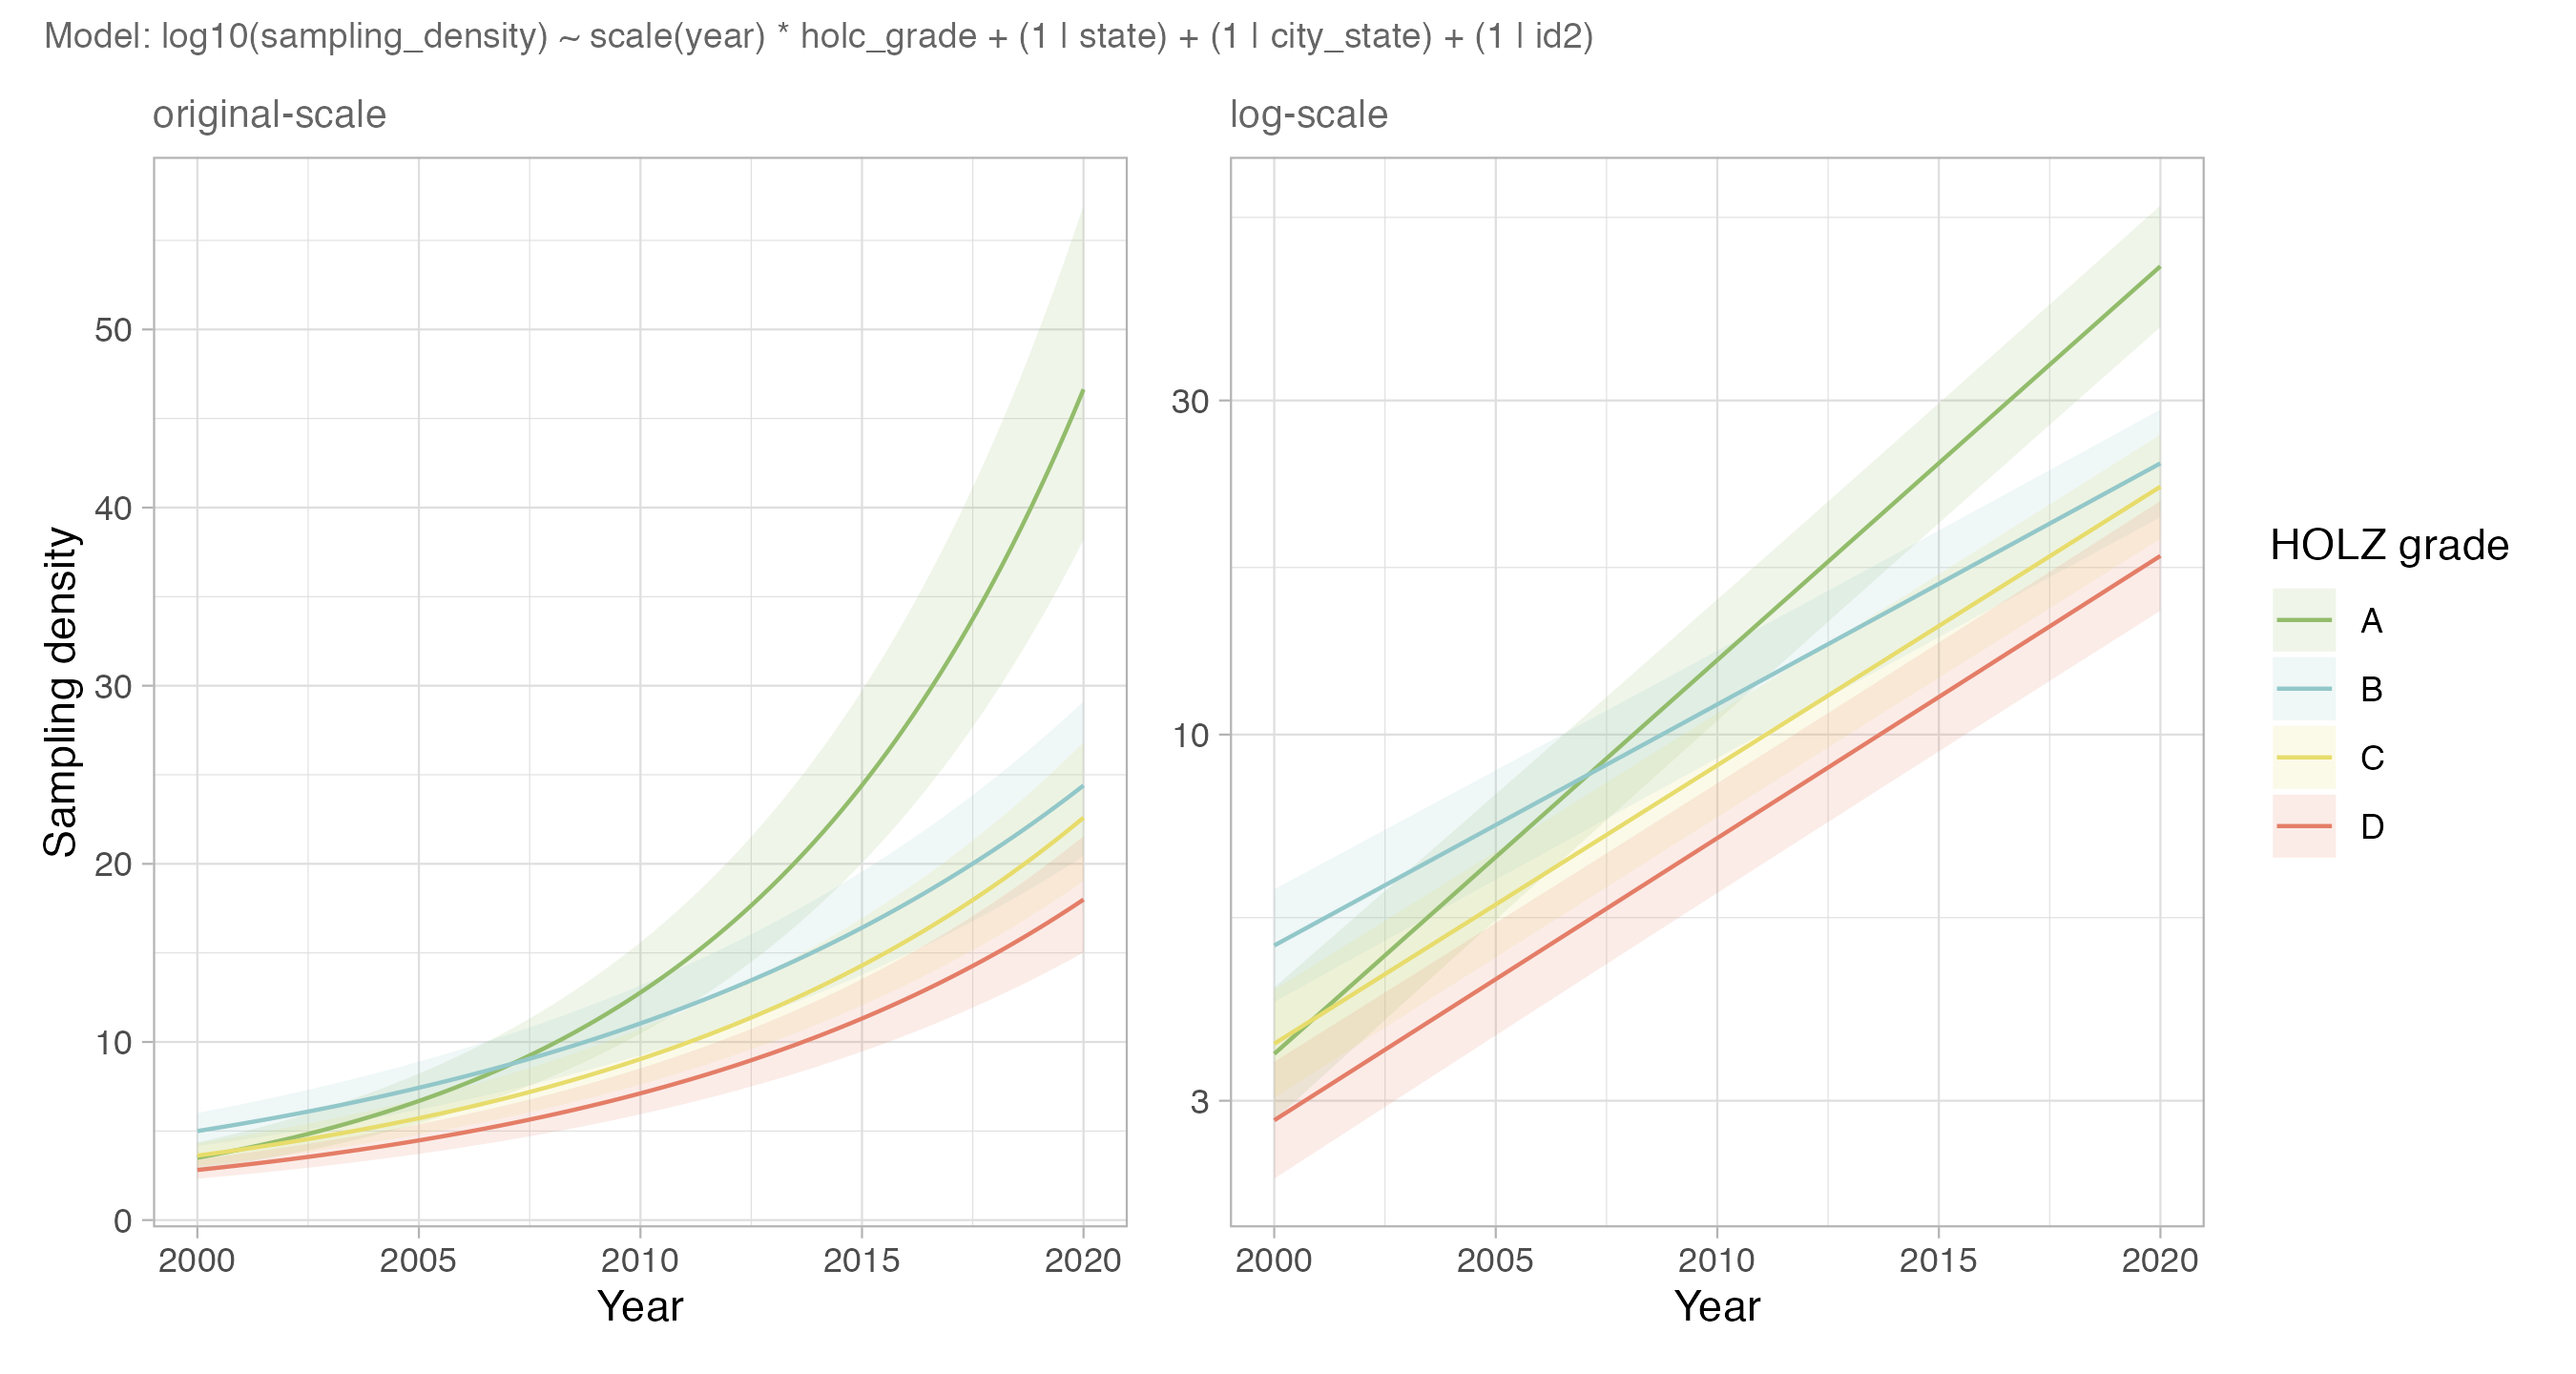 Model: log10(sampling_density) ~ scale(year) * holc_grade + (1 | state) + (1 | city_state) + (1 | id2)
original-scale
log-scale
Sampling density
50
40
30
20
10
0
2000 2005 2010 2015 2020
Year
30
10
3
2000 2005 2010 2015 2020
Year
HOLZ grade
A
B
C
D